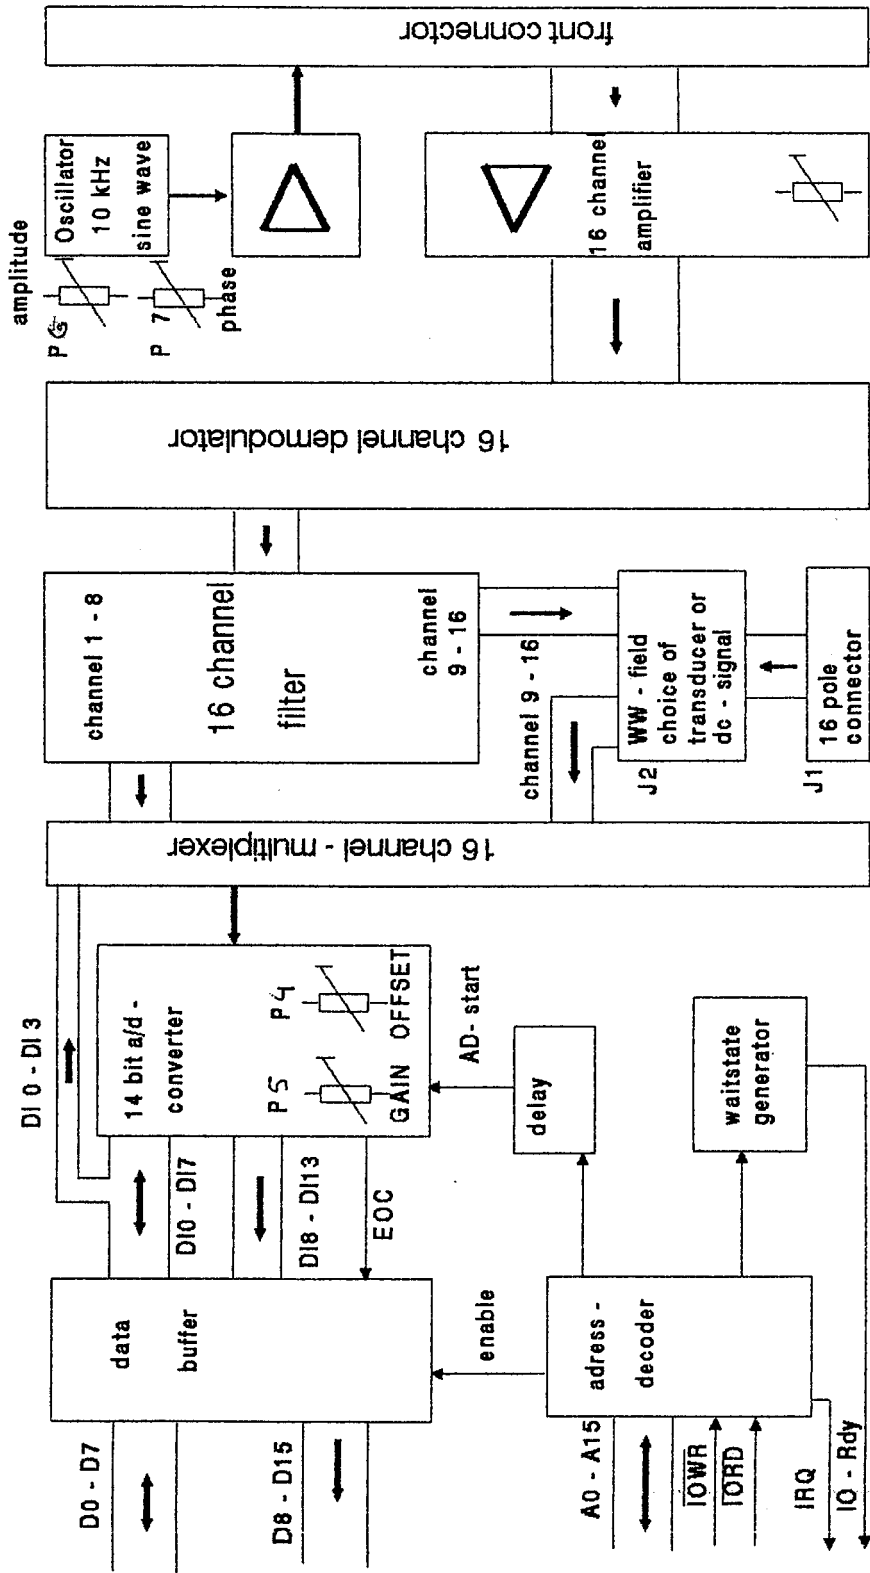 front connector
amplitude
Oscillator
10 kHz
sine wave
P 6
P 7
phase
16 channel
amplifier
16 channel demodulator
channel 1 - 8
16 channel
filter
channel
9 - 16
channel 9 - 16
J2
WW - field
choice of
transducer or
dc - signal
J1
16 pole
connector
16 channel - multiplexer
DI 0 - DI 3
14 bit a/d -
converter
P5
P4
GAIN
OFFSET
AD- start
delay
waitstate
generator
DI0 - DI7
DI8 - DI13
EOC
data
buffer
enable
adress -
decoder
D0 - D7
D8 - D15
A0 - A15
IOWR
IORD
IRQ
IO - Rdy